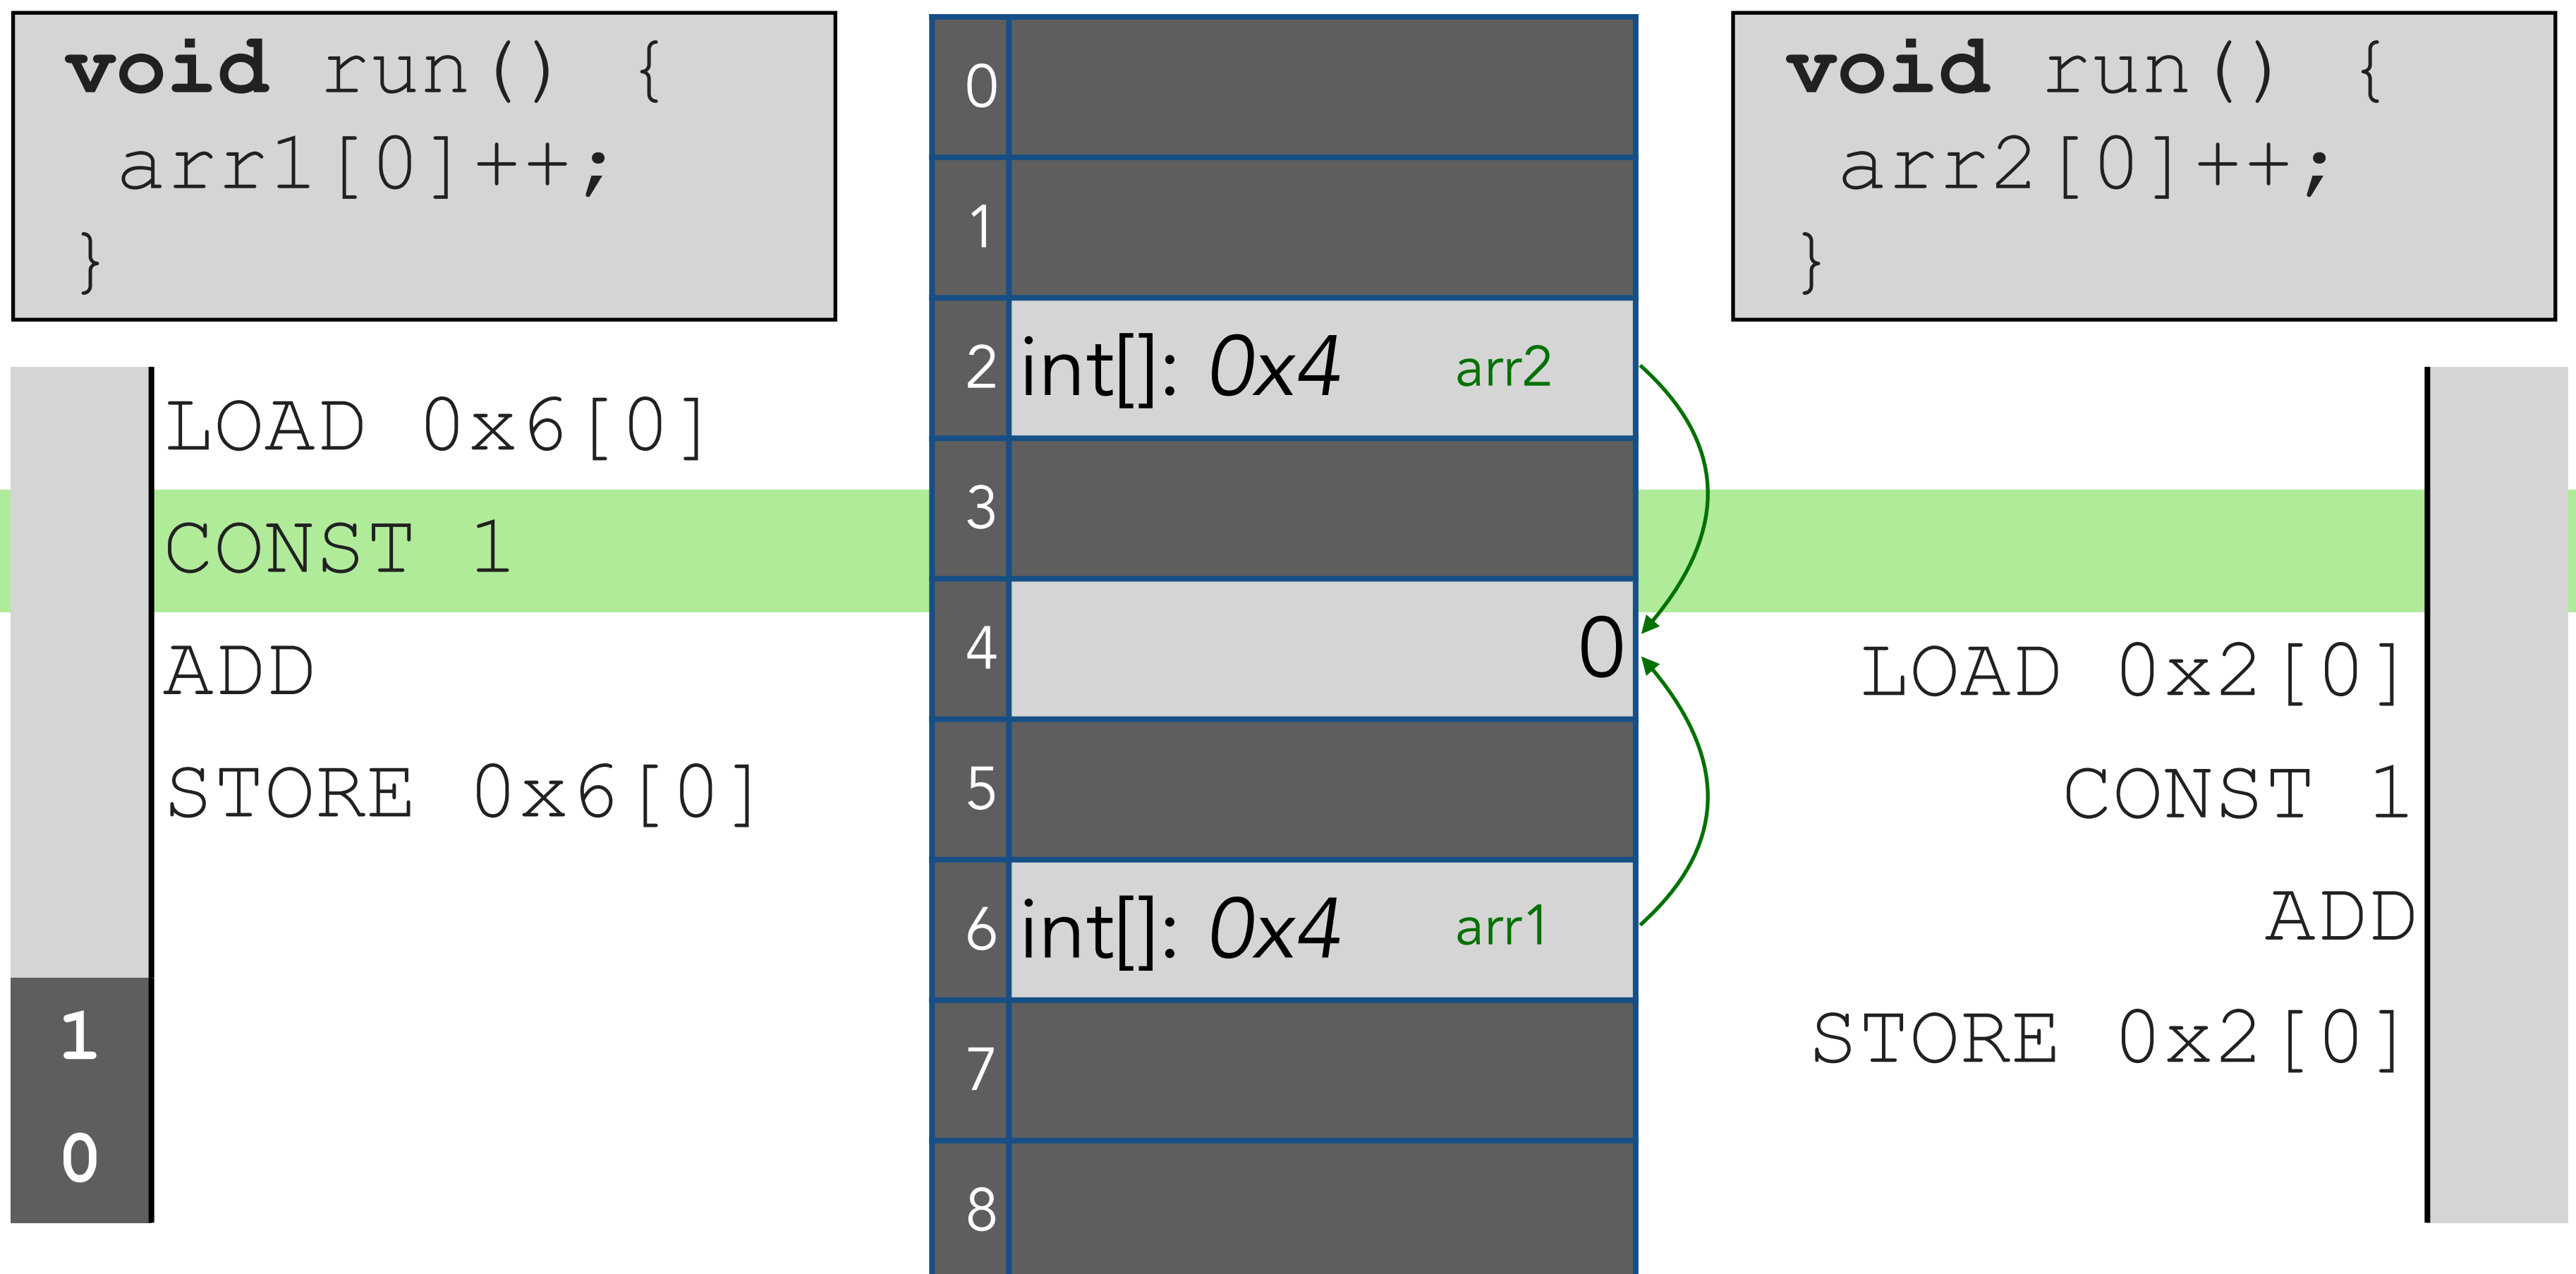 void run() {
arr1[0]++;
}
LOAD 0x6[0]
CONST 1
ADD
STORE 0x6[0]
1
0
0
1
2 int[]: 0x4 arr2
3
4 0
5
6 int[]: 0x4 arr1
7
8
void run() {
arr2[0]++;
}
LOAD 0x2[0]
CONST 1
ADD
STORE 0x2[0]